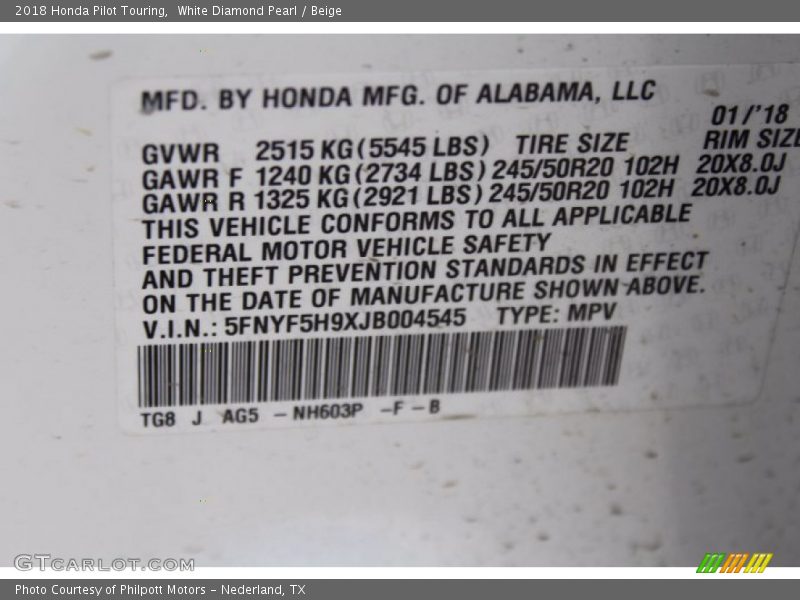 2018 Honda Pilot Touring,  White Diamond Pearl / Beige
MFD. BY HONDA MFG. OF ALABAMA, LLC
01/'18
GVWR 2515 KG (5545 LBS) TIRE SIZE RIM SIZE
GAWR F 1240 KG (2734 LBS) 245/50R20 102H 20X8.0J
GAWR R 1325 KG (2921 LBS) 245/50R20 102H 20X8.0J
THIS VEHICLE CONFORMS TO ALL APPLICABLE
FEDERAL MOTOR VEHICLE SAFETY
AND THEFT PREVENTION STANDARDS IN EFFECT
ON THE DATE OF MANUFACTURE SHOWN ABOVE.
V.I.N.: 5FNYF5H9XJB004545 TYPE: MPV
TG8 J AG5 - NH603P - F - B
GTCARLOT.COM
Photo Courtesy of Philpott Motors - Nederland, TX